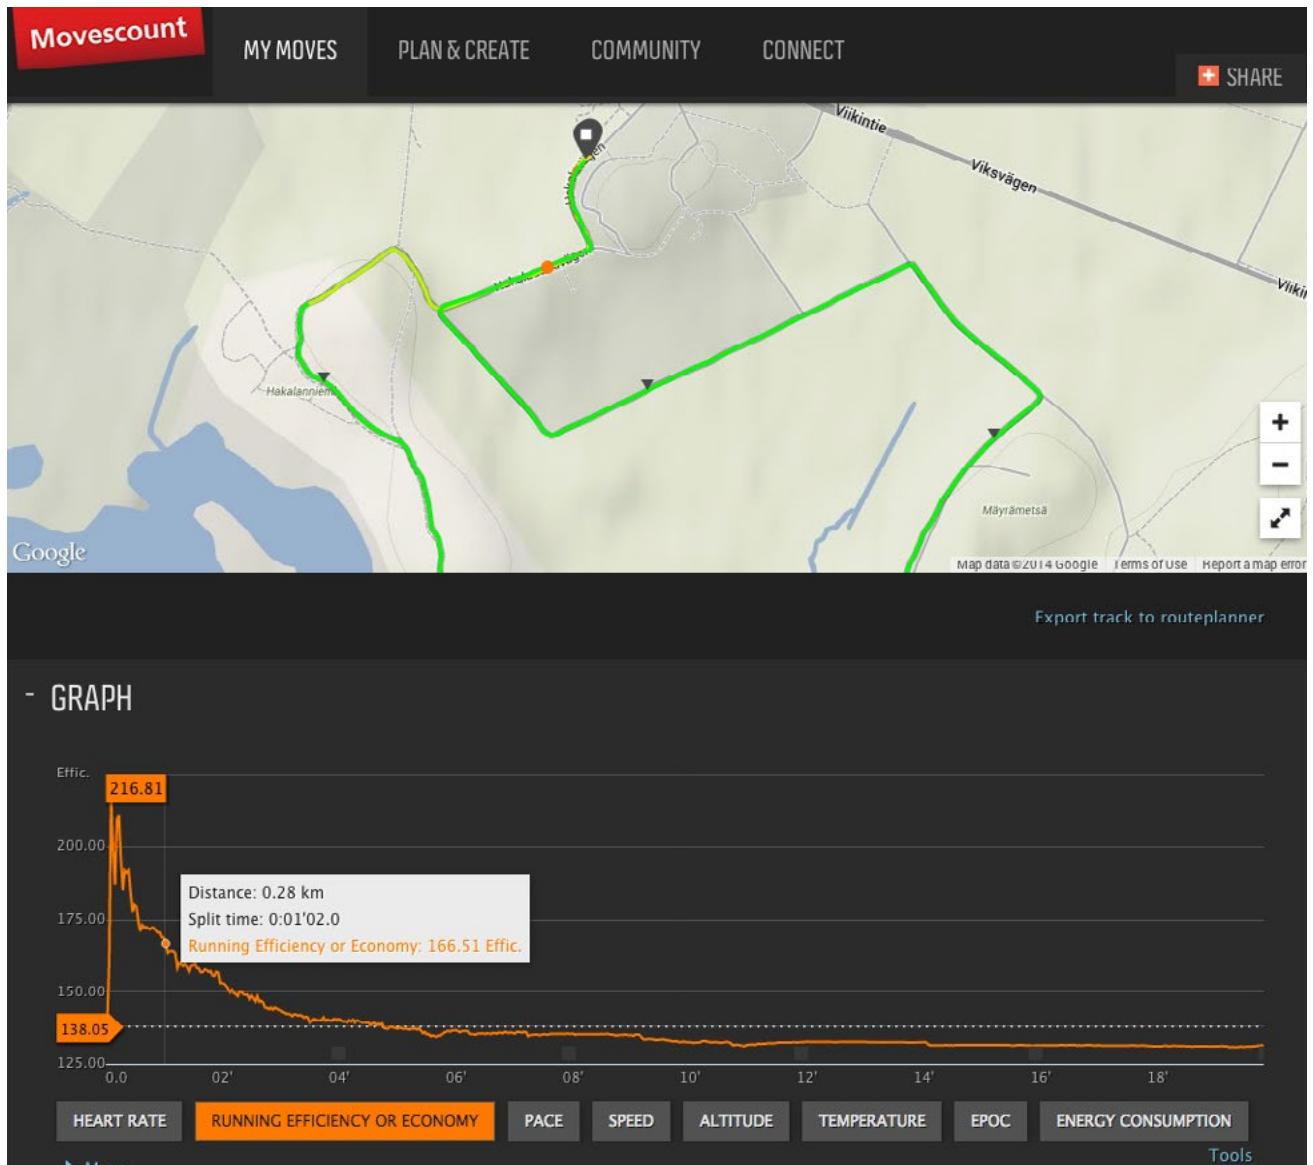 Movescount
MY MOVES
PLAN & CREATE
COMMUNITY
CONNECT
SHARE
Viikintie
Viksvägen
Hakalanniemi
Mäyrämetsä
+
−
Google
Map data ©2014 Google
Terms of Use
Report a map error
Export track to routeplanner
- GRAPH
Effic.
216.81
200.00
Distance: 0.28 km
Split time: 0:01'02.0
Running Efficiency or Economy: 166.51 Effic.
175.00
150.00
138.05
125.00
0.0 02' 04' 06' 08' 10' 12' 14' 16' 18'
HEART RATE
RUNNING EFFICIENCY OR ECONOMY
PACE
SPEED
ALTITUDE
TEMPERATURE
EPOC
ENERGY CONSUMPTION
Tools